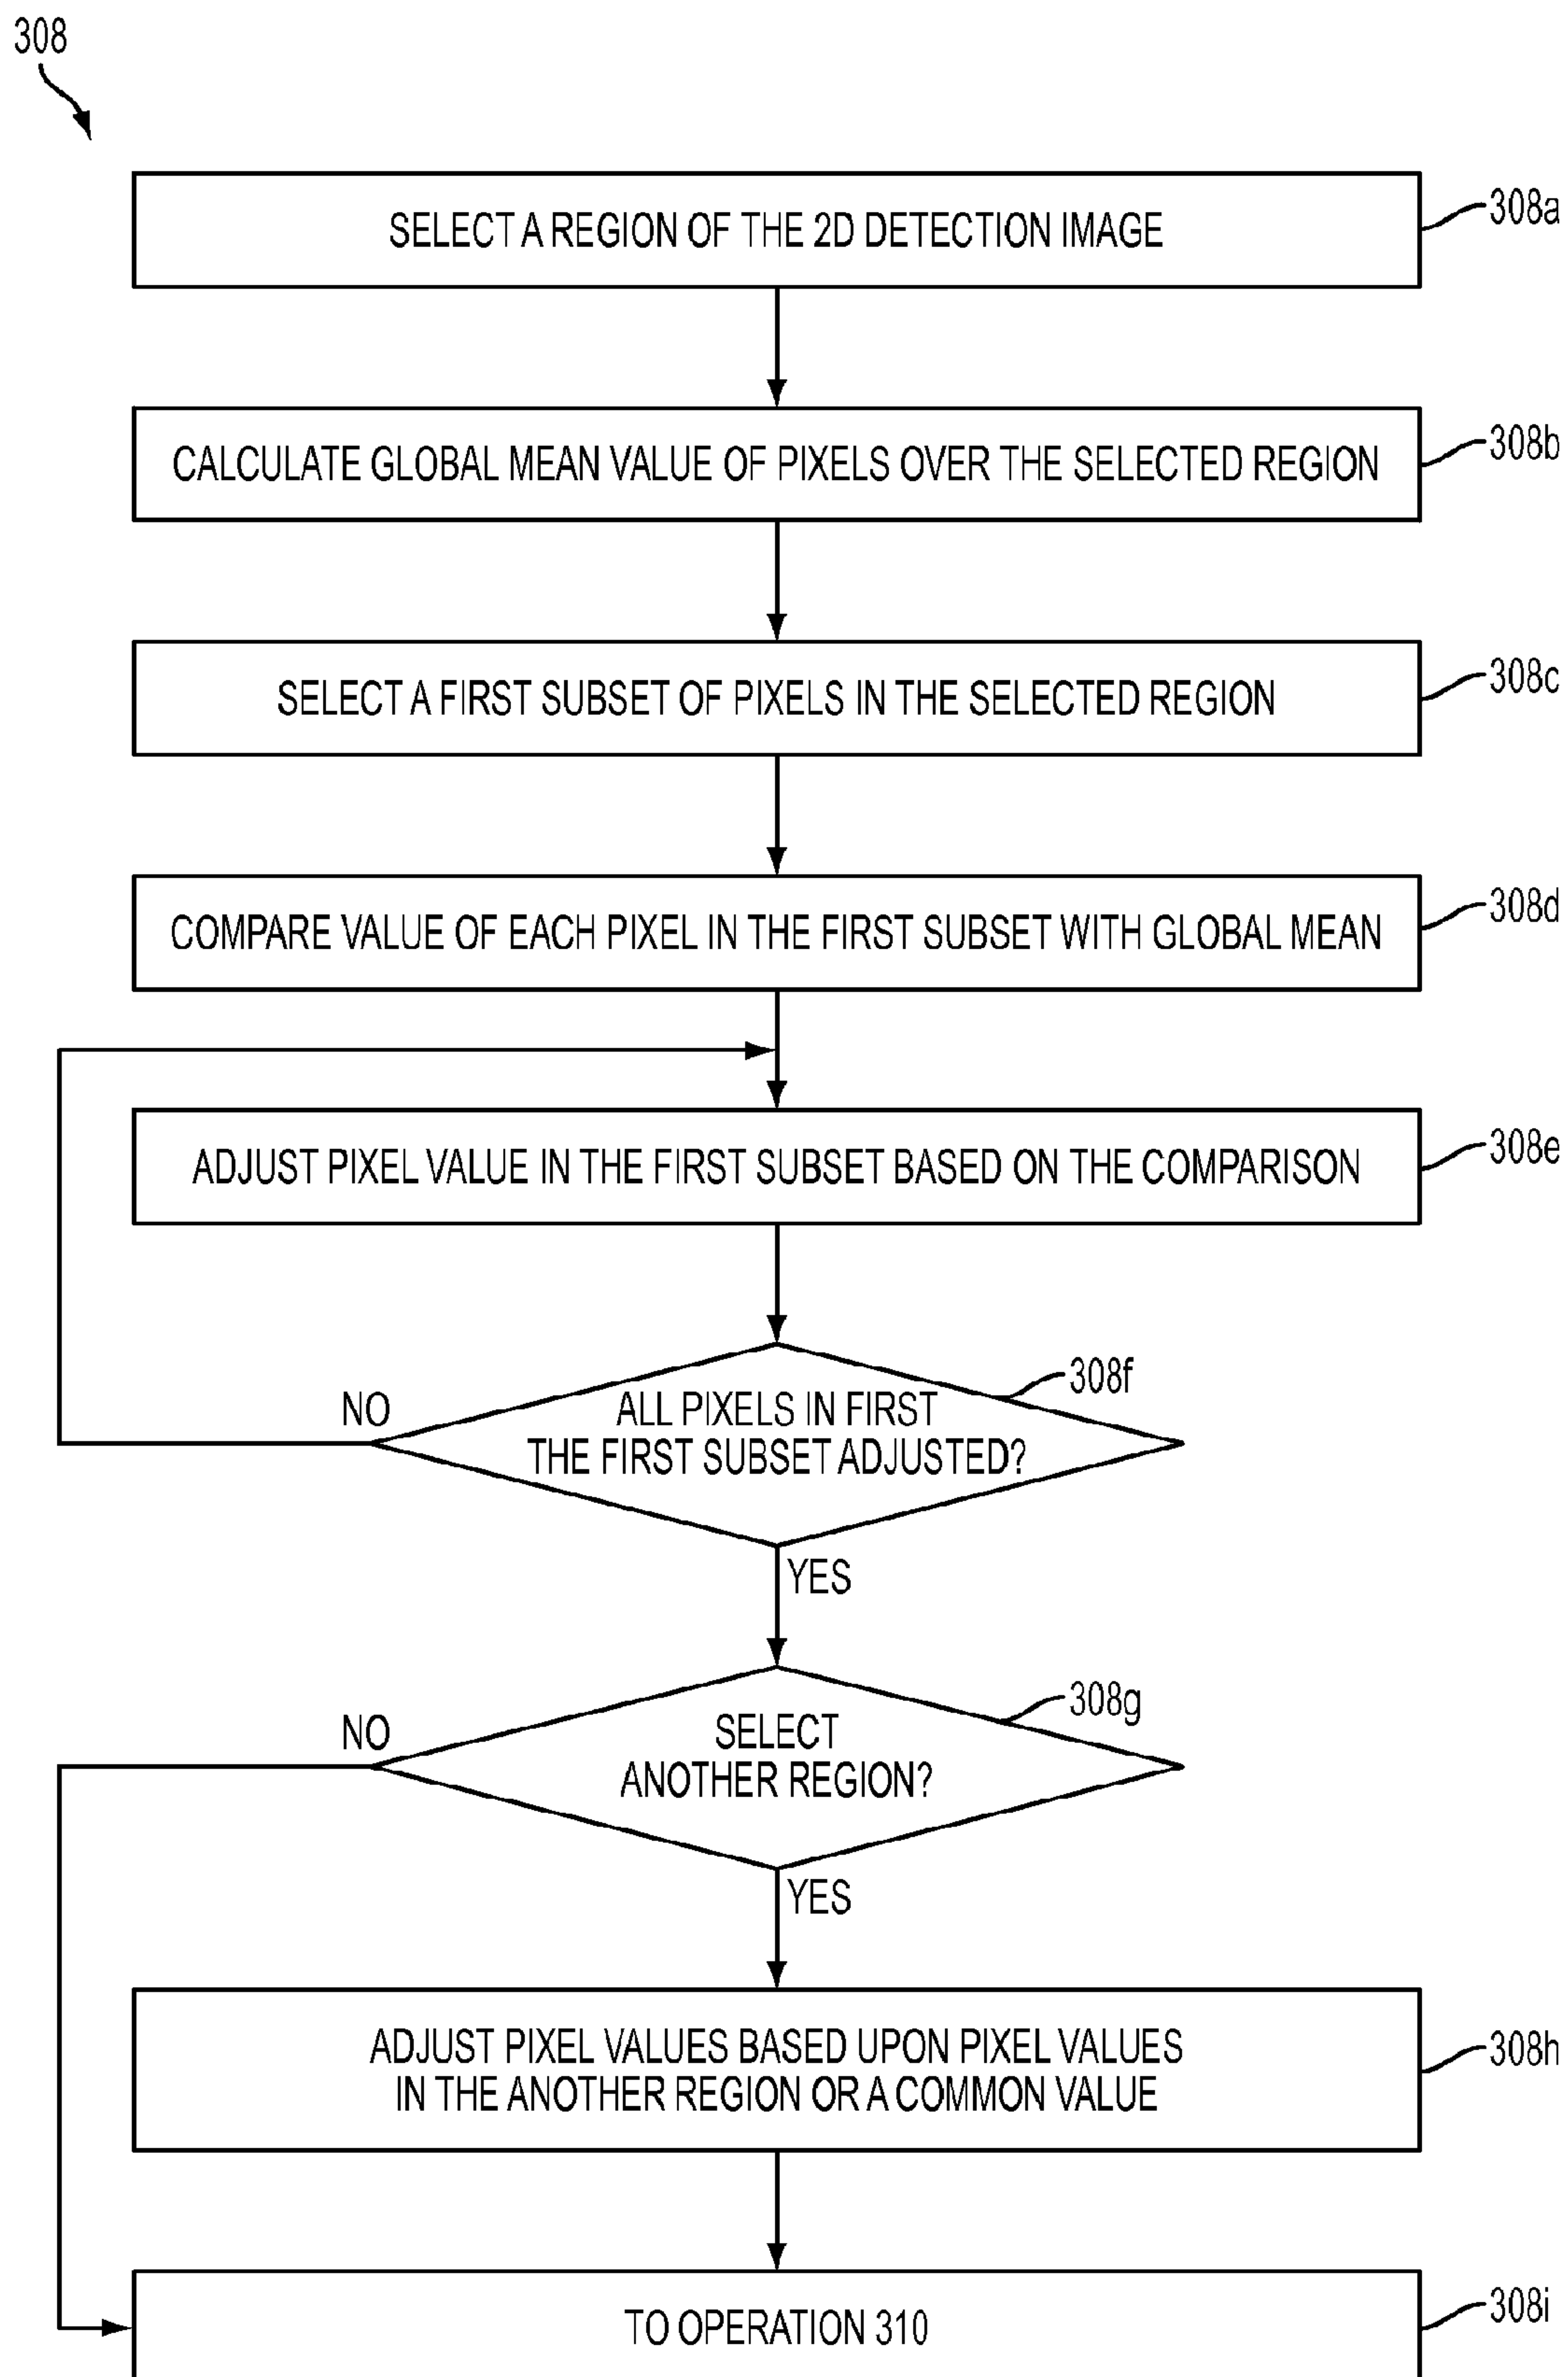 308
SELECT A REGION OF THE 2D DETECTION IMAGE
308a
CALCULATE GLOBAL MEAN VALUE OF PIXELS OVER THE SELECTED REGION
308b
SELECT A FIRST SUBSET OF PIXELS IN THE SELECTED REGION
308c
COMPARE VALUE OF EACH PIXEL IN THE FIRST SUBSET WITH GLOBAL MEAN
308d
ADJUST PIXEL VALUE IN THE FIRST SUBSET BASED ON THE COMPARISON
308e
308f
NO
ALL PIXELS IN FIRST
THE FIRST SUBSET ADJUSTED?
YES
308g
NO
SELECT
ANOTHER REGION?
YES
ADJUST PIXEL VALUES BASED UPON PIXEL VALUES
IN THE ANOTHER REGION OR A COMMON VALUE
308h
TO OPERATION 310
308i